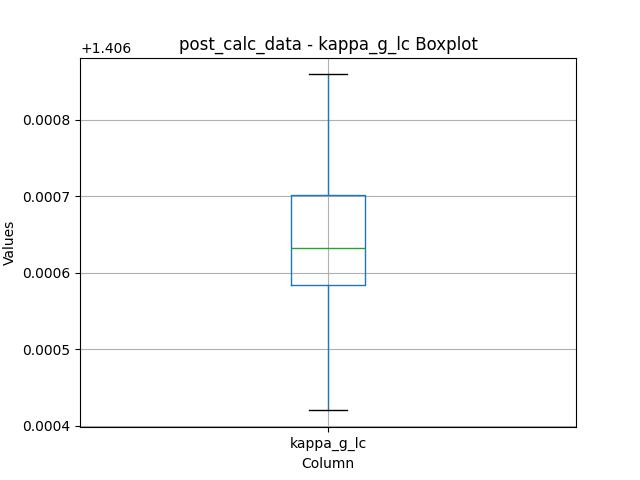 post_calc_data - kappa_g_lc Boxplot
+1.406
0.0008
0.0007
0.0006
0.0005
0.0004
Values
kappa_g_lc
Column